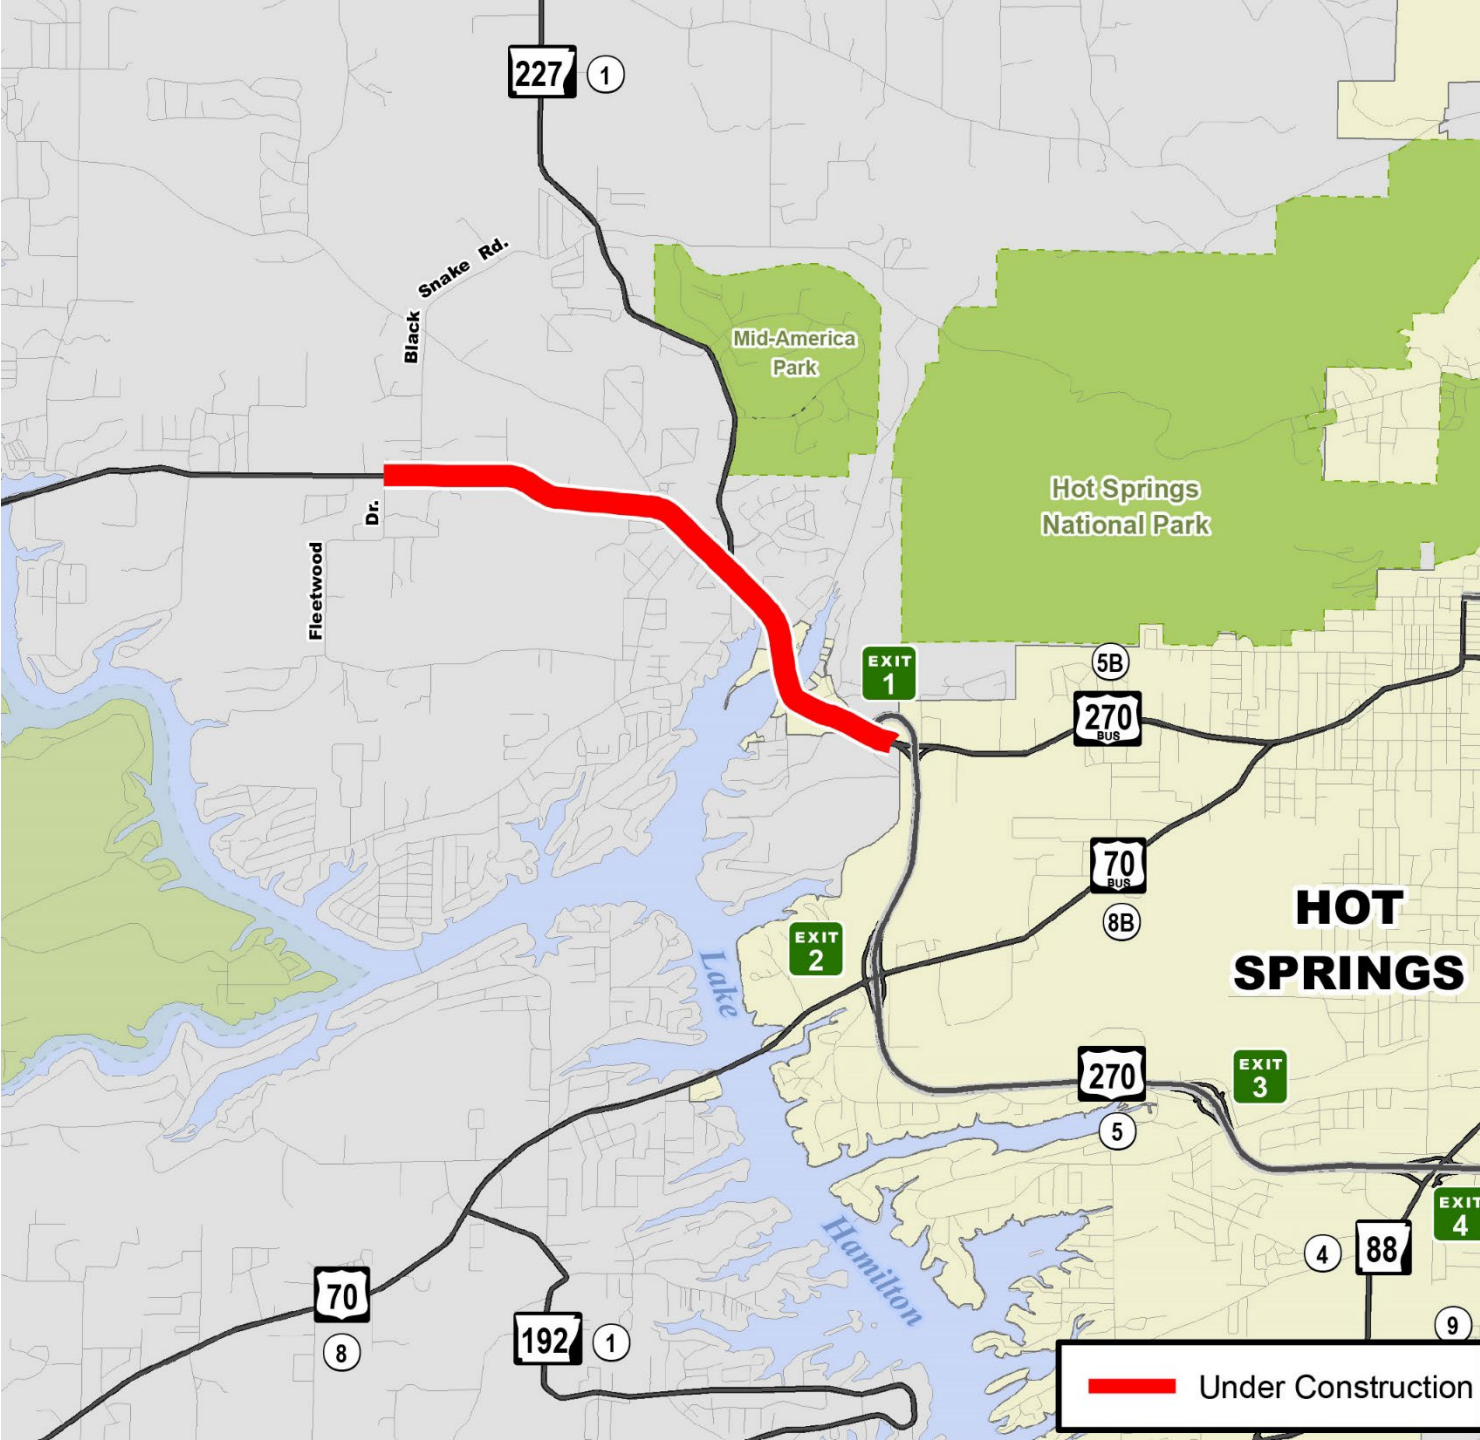 227
1
Black Snake Rd.
Mid-America
Park
Hot Springs
National Park
Fleetwood Dr.
EXIT
1
5B
270
BUS
70
BUS
8B
HOT
SPRINGS
EXIT
2
Lake
Hamilton
270
5
EXIT
3
EXIT
4
4
88
9
70
8
192
1
Under Construction